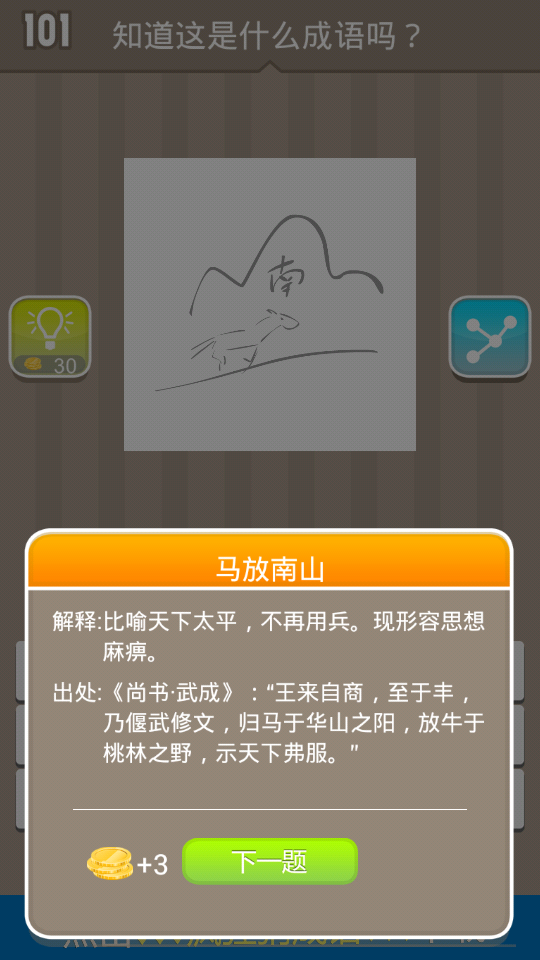 101
知道这是什么成语吗？
南
30
马放南山
解释:比喻天下太平，不再用兵。现形容思想
麻痹。
出处:《尚书·武成》：“王来自商，至于丰，
乃偃武修文，归马于华山之阳，放牛于
桃林之野，示天下弗服。”
+3
下一题